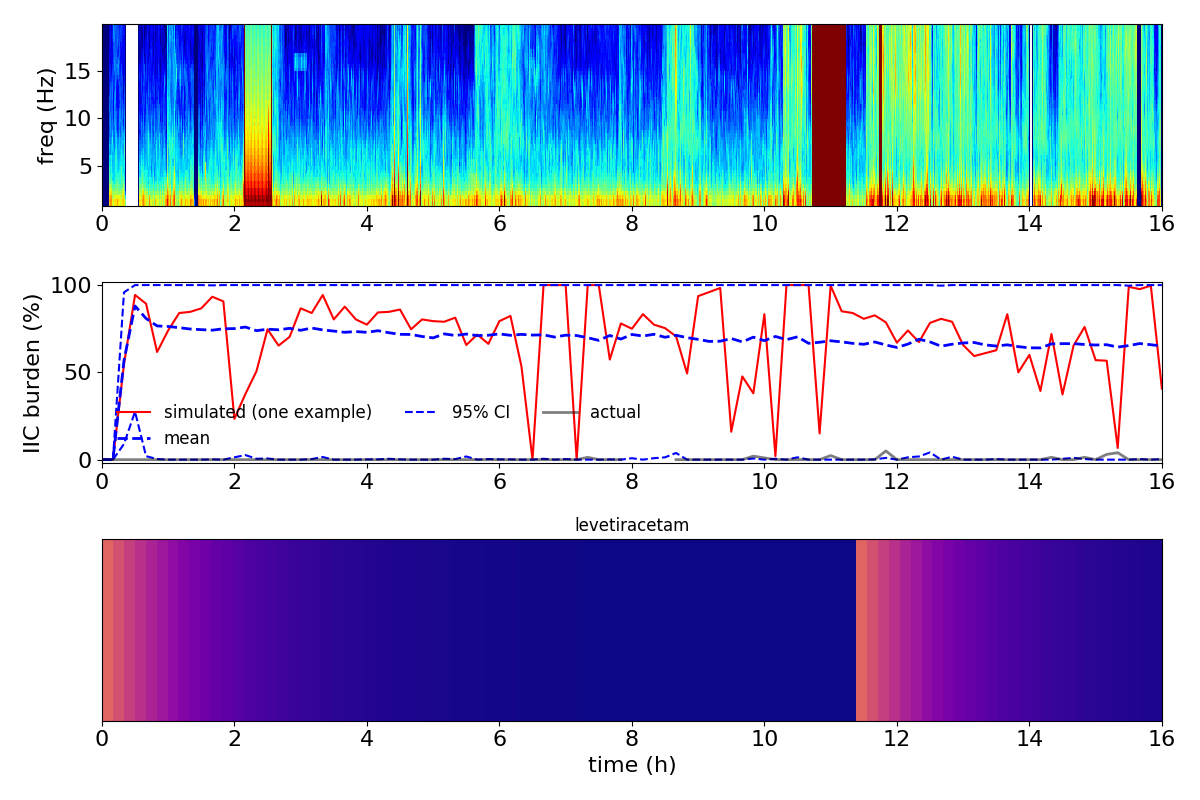 freq (Hz)
15
10
5
0 2 4 6 8 10 12 14 16
IIC burden (%)
100
50
0
simulated (one example)
mean
95% CI
actual
0 2 4 6 8 10 12 14 16
levetiracetam
0 2 4 6 8 10 12 14 16
time (h)